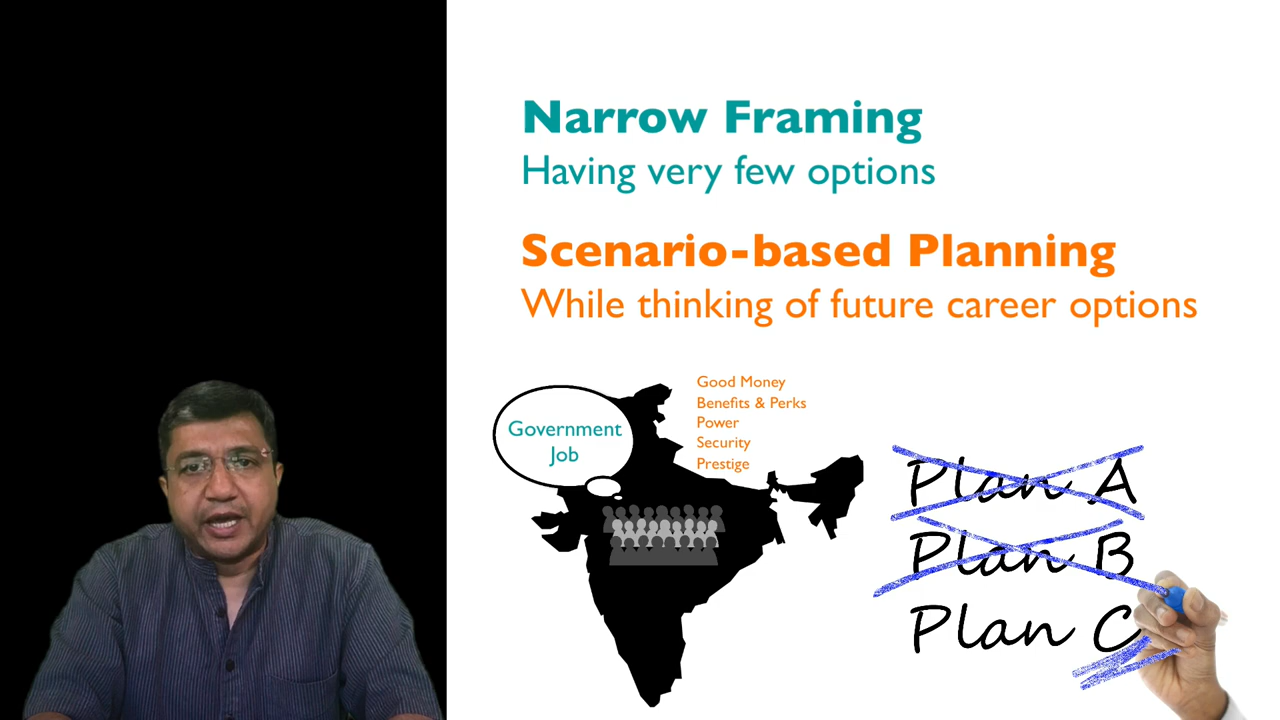 Narrow Framing
Having very few options
Scenario-based Planning
While thinking of future career options
Government
Job
Good Money
Benefits & Perks
Power
Security
Prestige
Plan A
Plan B
Plan C